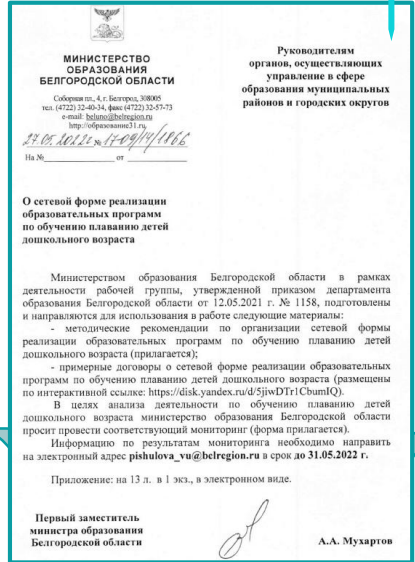 МИНИСТЕРСТВО
ОБРАЗОВАНИЯ
БЕЛГОРОДСКОЙ ОБЛАСТИ
Соборная пл., 4, г. Белгород, 308005
тел. (4722) 32-40-34, факс (4722) 32-57-73
e-mail: beluno@belregion.ru
http://образование31.ru
27.05.2022г № 17-09/14/1866
На № от
Руководителям
органов, осуществляющих
управление в сфере
образования муниципальных
районов и городских округов
О сетевой форме реализации
образовательных программ
по обучению плаванию детей
дошкольного возраста
Министерством образования Белгородской области в рамках
деятельности рабочей группы, утвержденной приказом департамента
образования Белгородской области от 12.05.2021 г. № 1158, подготовлены
и направляются для использования в работе следующие материалы:
- методические рекомендации по организации сетевой формы
реализации образовательных программ по обучению плаванию детей
дошкольного возраста (прилагается);
- примерные договоры о сетевой форме реализации образовательных
программ по обучению плаванию детей дошкольного возраста (размещены
по интерактивной ссылке: https://disk.yandex.ru/d/5jiwDTr1CbumIQ).
В целях анализа деятельности по обучению плаванию детей
дошкольного возраста министерство образования Белгородской области
просит провести соответствующий мониторинг (форма прилагается).
Информацию по результатам мониторинга необходимо направить
на электронный адрес pishulova_vu@belregion.ru в срок до 31.05.2022 г.
Приложение: на 13 л. в 1 экз., в электронном виде.
Первый заместитель
министра образования
Белгородской области
А.А. Мухартов